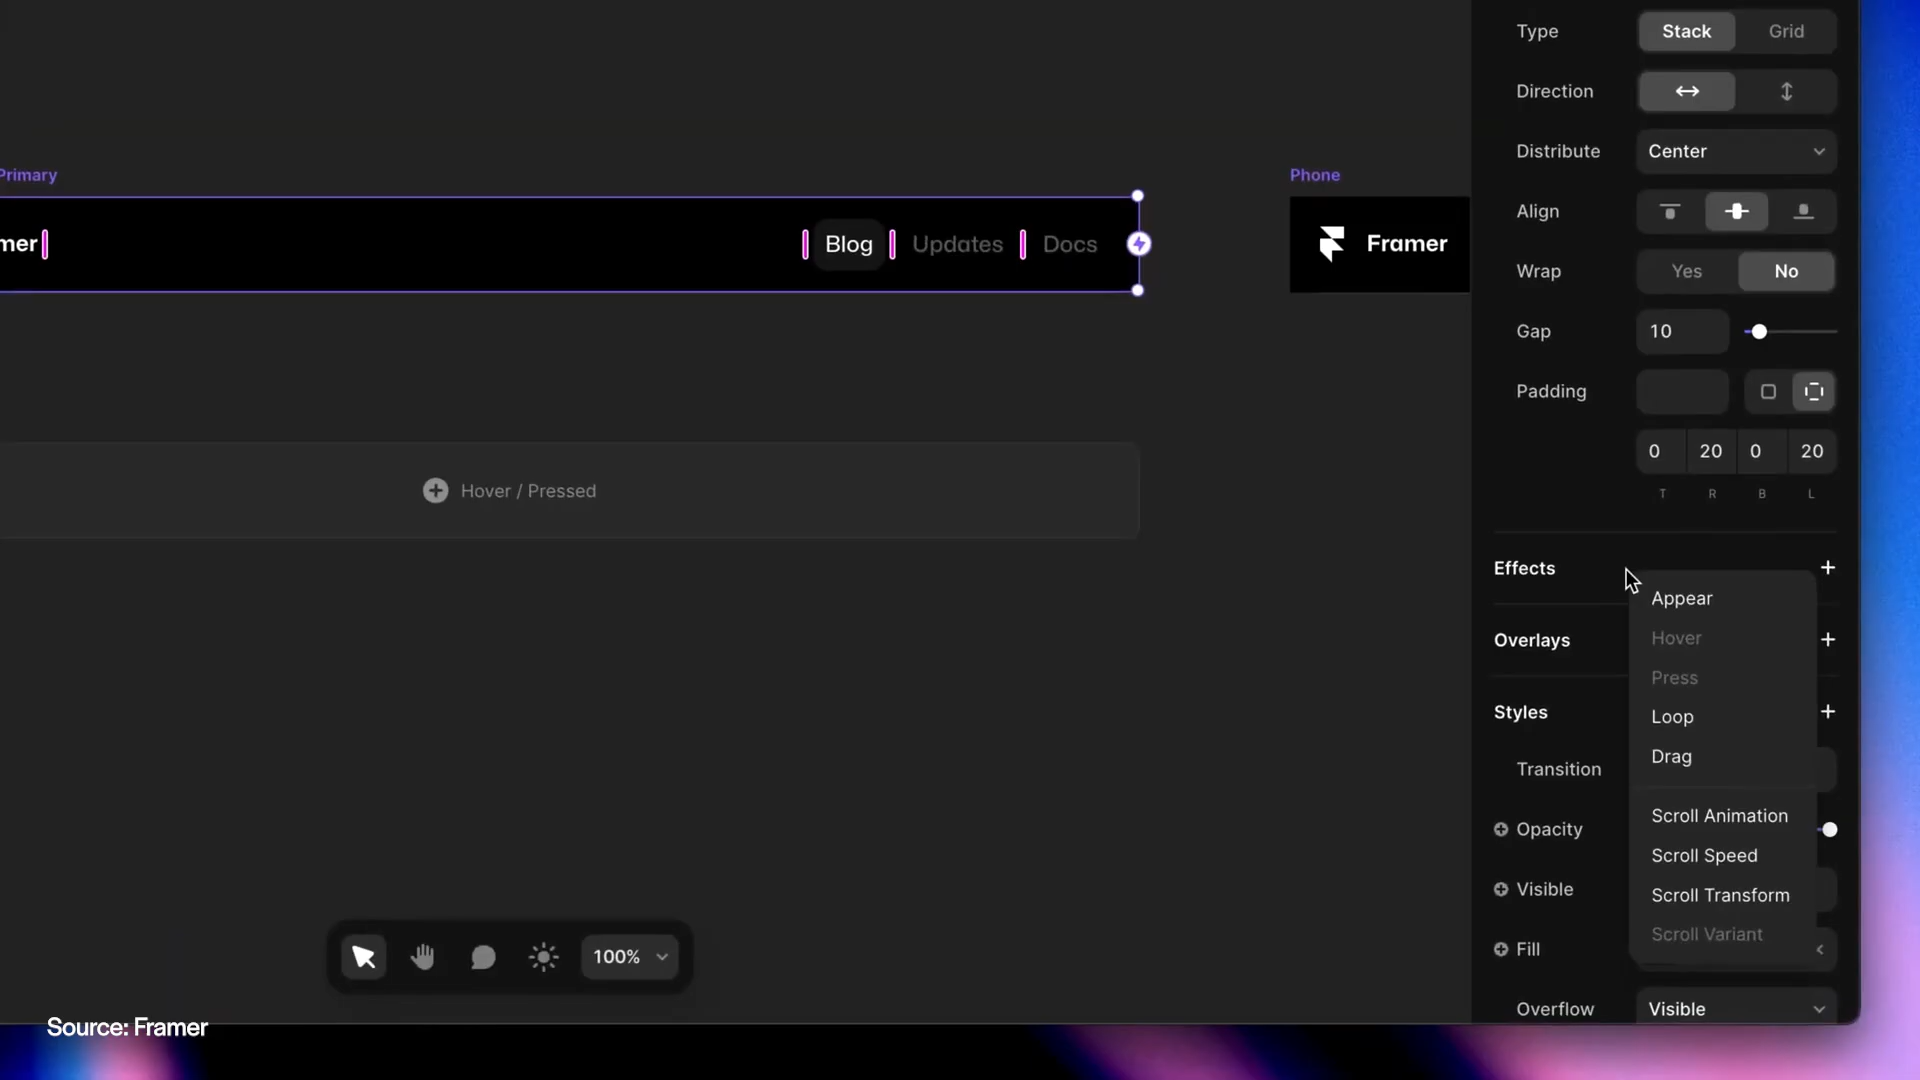 Type Stack Grid
Direction
Distribute Center
Primary
Phone
Align
mer Blog Updates Docs
Framer
Wrap Yes No
Gap 10
Padding
0 20 0 20
T R B L
Hover / Pressed
Effects
Appear
Hover
Press
Loop
Drag
Scroll Animation
Scroll Speed
Scroll Transform
Scroll Variant
Overlays
Styles
Transition
Opacity
Visible
Fill
Overflow Visible
100%
Source: Framer